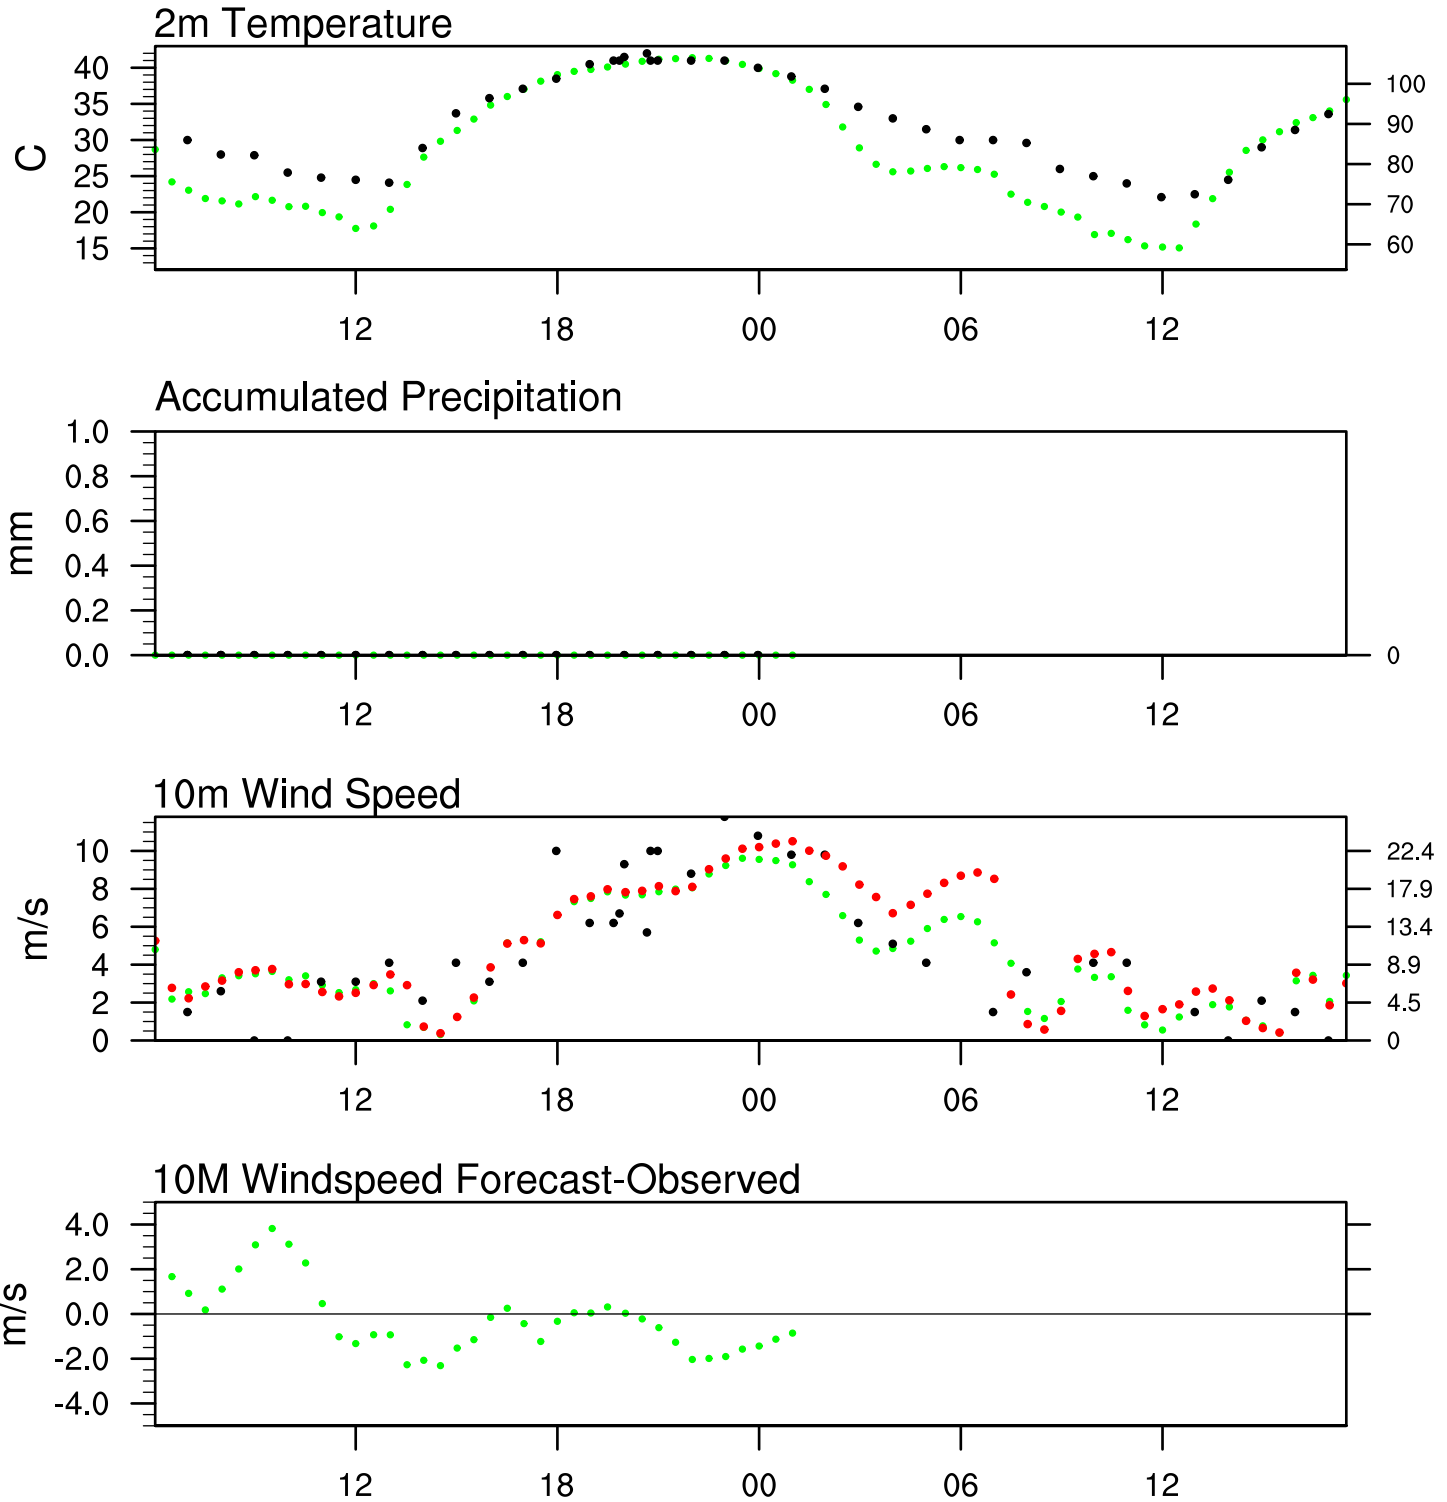 2m Temperature
40
35
30
25
20
15
C
100
90
80
70
60
12 18 00 06 12
Accumulated Precipitation
1.0
0.8
0.6
0.4
0.2
0.0
mm
0
12 18 00 06 12
10m Wind Speed
10
8
6
4
2
0
m/s
22.4
17.9
13.4
8.9
4.5
0
12 18 00 06 12
10M Windspeed Forecast-Observed
4.0
2.0
0.0
-2.0
-4.0
m/s
12 18 00 06 12